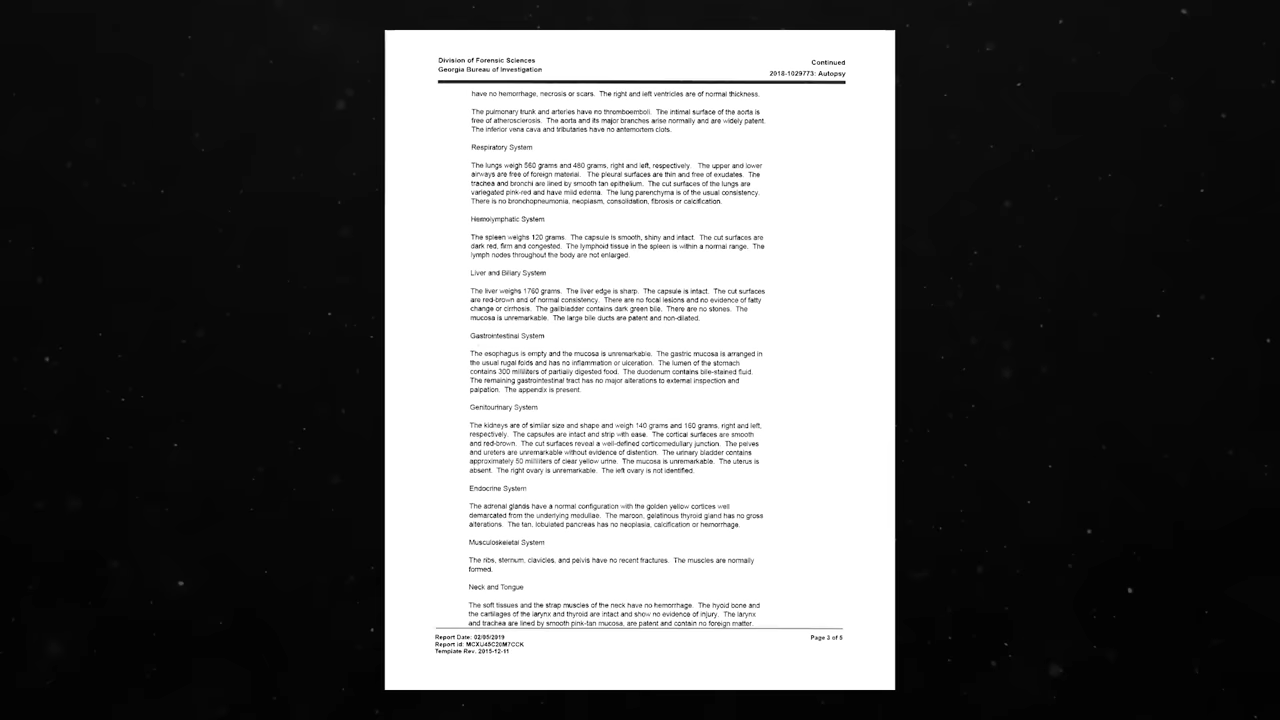 Division of Forensic Sciences
Georgia Bureau of Investigation
Continued
2018-1029773: Autopsy
have no hemorrhage, necrosis or scars. The right and left ventricles are of normal thickness.
The pulmonary trunk and arteries have no thromboemboli. The intimal surface of the aorta is
free of atherosclerosis. The aorta and its major branches arise normally and are widely patent.
The inferior vena cava and tributaries have no antemortem clots.
Respiratory System
The lungs weigh 560 grams and 480 grams, right and left, respectively. The upper and lower
airways are free of foreign material. The pleural surfaces are thin and free of exudates. The
trachea and bronchi are lined by smooth tan epithelium. The cut surfaces of the lungs are
variegated pink-red and have mild edema. The lung parenchyma is of the usual consistency.
There is no bronchopneumonia, neoplasm, consolidation, fibrosis or calcification.
Hemolymphatic System
The spleen weighs 120 grams. The capsule is smooth, shiny and intact. The cut surfaces are
dark red, firm and congested. The lymphoid tissue in the spleen is within a normal range. The
lymph nodes throughout the body are not enlarged.
Liver and Biliary System
The liver weighs 1760 grams. The liver edge is sharp. The capsule is intact. The cut surfaces
are red-brown and of normal consistency. There are no focal lesions and no evidence of fatty
change or cirrhosis. The gallbladder contains dark green bile. There are no stones. The
mucosa is unremarkable. The large bile ducts are patent and non-dilated.
Gastrointestinal System
The esophagus is empty and the mucosa is unremarkable. The gastric mucosa is arranged in
the usual rugal folds and has no inflammation or ulceration. The lumen of the stomach
contains 300 milliliters of partially digested food. The duodenum contains bile-stained fluid.
The remaining gastrointestinal tract has no major alterations to external inspection and
palpation. The appendix is present.
Genitourinary System
The kidneys are of similar size and shape and weigh 140 grams and 160 grams, right and left,
respectively. The capsules are intact and strip with ease. The cortical surfaces are smooth
and red-brown. The cut surfaces reveal a well-defined corticomedullary junction. The pelves
and ureters are unremarkable without evidence of distention. The urinary bladder contains
approximately 50 milliliters of clear yellow urine. The mucosa is unremarkable. The uterus is
absent. The right ovary is unremarkable. The left ovary is not identified.
Endocrine System
The adrenal glands have a normal configuration with the golden yellow cortices well
demarcated from the underlying medullae. The maroon, gelatinous thyroid gland has no gross
alterations. The tan, lobulated pancreas has no neoplasia, calcification or hemorrhage.
Musculoskeletal System
The ribs, sternum, clavicles, and pelvis have no recent fractures. The muscles are normally
formed.
Neck and Tongue
The soft tissues and the strap muscles of the neck have no hemorrhage. The hyoid bone and
the cartilages of the larynx and thyroid are intact and show no evidence of injury. The larynx
and trachea are lined by smooth pink-tan mucosa, are patent and contain no foreign matter.
Report Date: 02/05/2019
Report Id: MCXU45C20M7CCK
Template Rev. 2015-12-11
Page 3 of 5